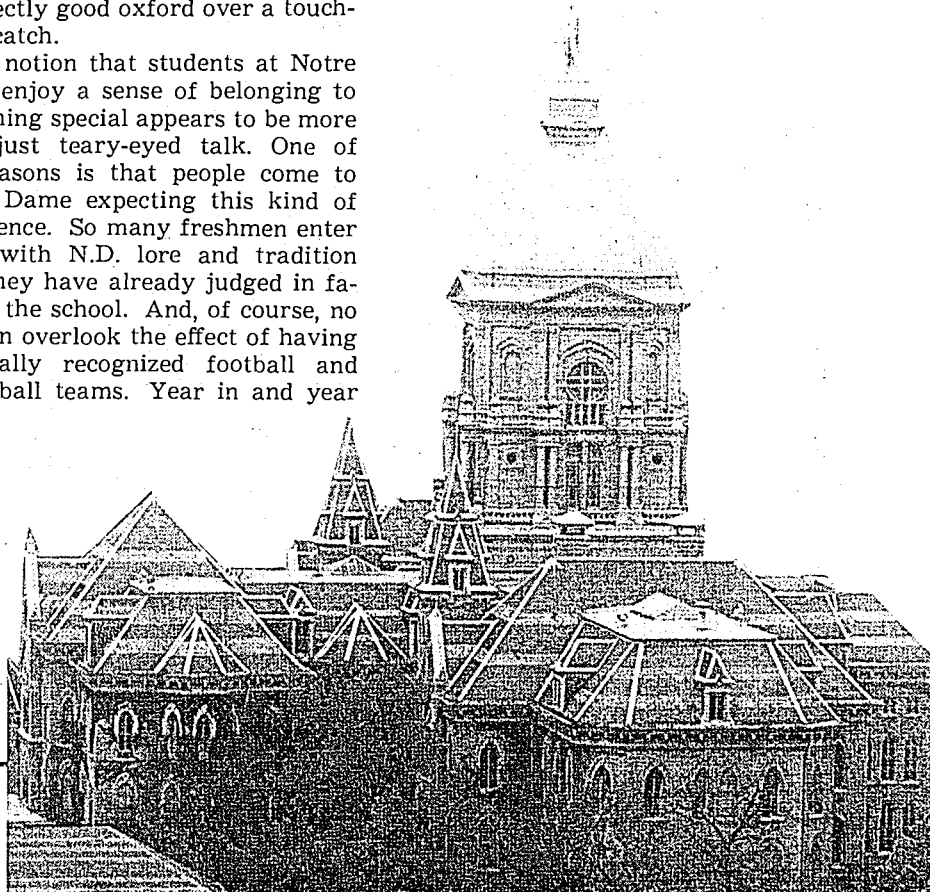 ectly good oxford over a touch-
catch.
notion that students at Notre
enjoy a sense of belonging to
ning special appears to be more
just teary-eyed talk. One of
asons is that people come to
Dame expecting this kind of
ence. So many freshmen enter
with N.D. lore and tradition
hey have already judged in fa-
the school. And, of course, no
n overlook the effect of having
ally recognized football and
ball teams. Year in and year